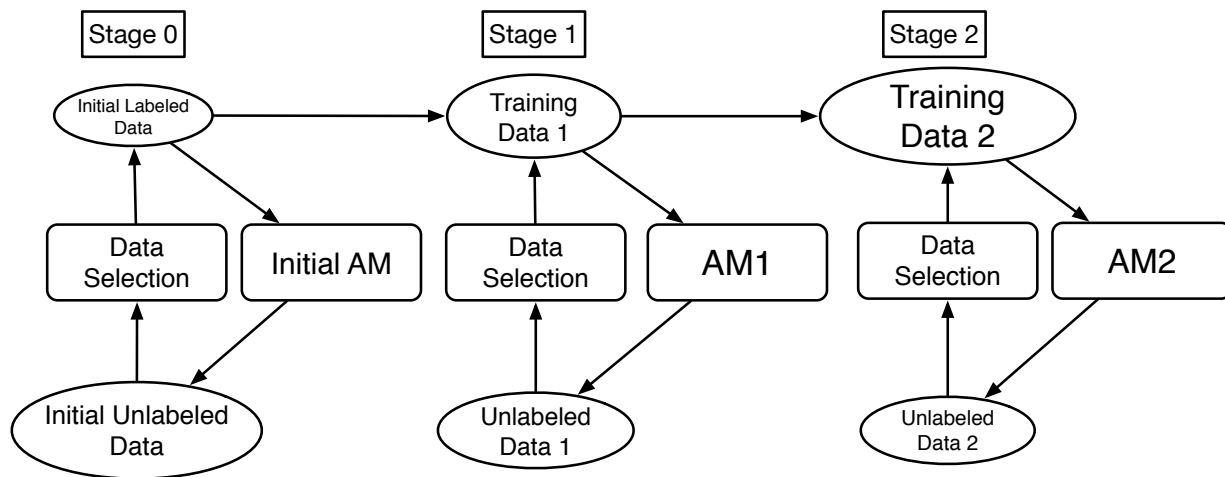 Stage 0
Stage 1
Stage 2
Initial Labeled
Data
Training
Data 1
Training
Data 2
Data
Selection
Initial AM
Data
Selection
AM1
Data
Selection
AM2
Initial Unlabeled
Data
Unlabeled
Data 1
Unlabeled
Data 2